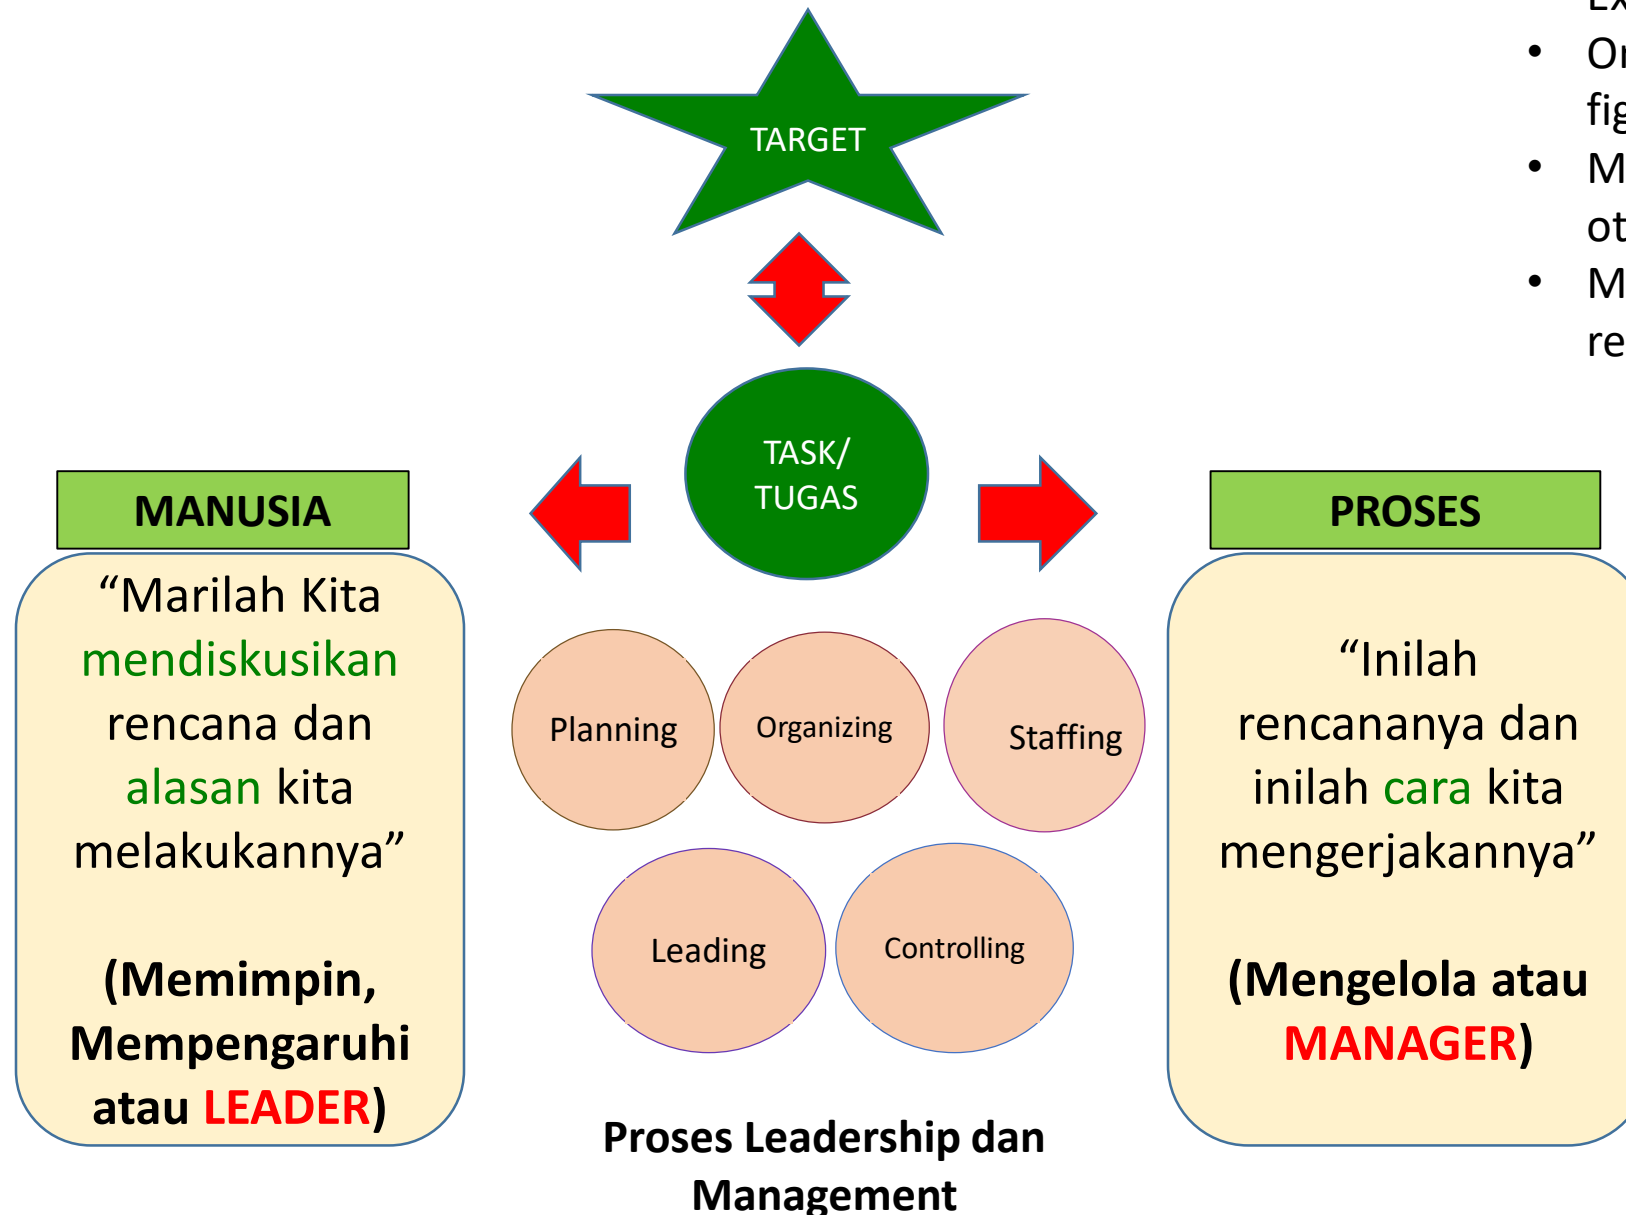 TARGET
TASK/
TUGAS
MANUSIA
“Marilah Kita
mendiskusikan
rencana dan
alasan kita
melakukannya”
(Memimpin,
Mempengaruhi
atau LEADER)
Planning
Organizing
Staffing
Leading
Controlling
Proses Leadership dan
Management
PROSES
“Inilah
rencananya dan
inilah cara kita
mengerjakannya”
(Mengelola atau
MANAGER)